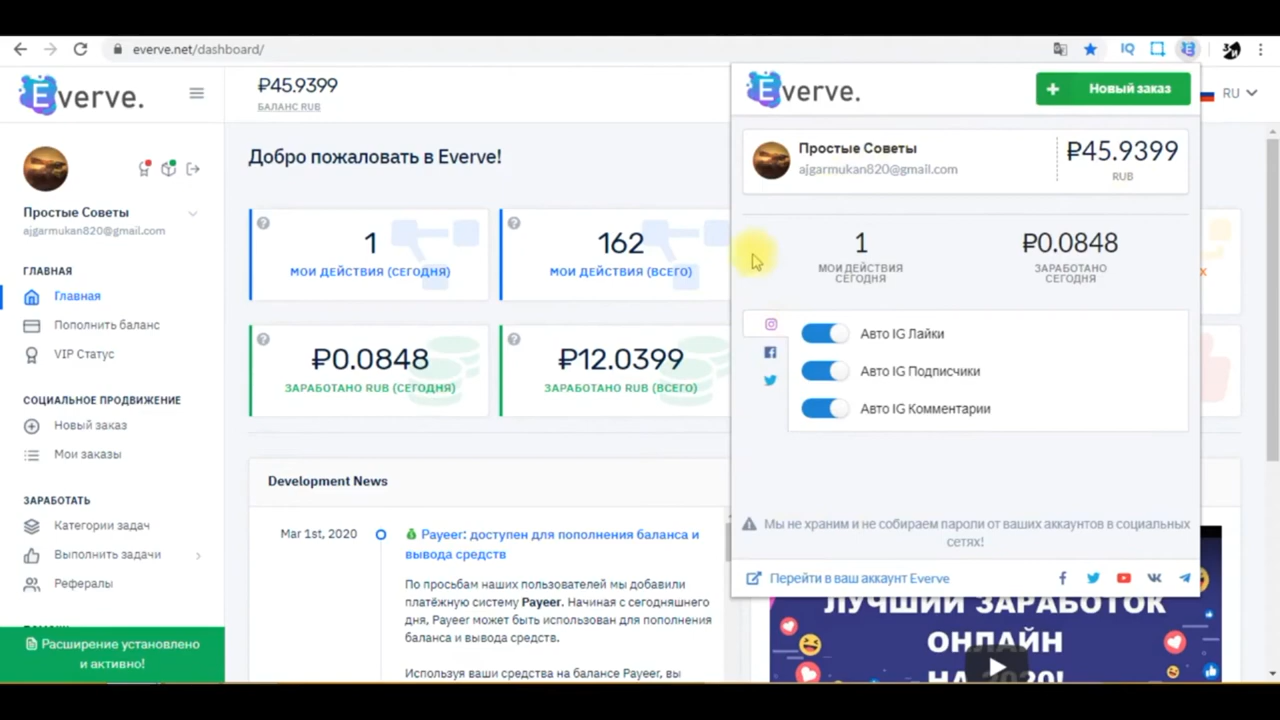 everve.net/dashboard/
IQ
Everve.
₽45.9399
БАЛАНС RUB
Everve.
Новый заказ
RU
Простые Советы
ajgarmukan820@gmail.com
ГЛАВНАЯ
Главная
Пополнить баланс
VIP Статус
СОЦИАЛЬНОЕ ПРОДВИЖЕНИЕ
Новый заказ
Мои заказы
ЗАРАБОТАТЬ
Категории задач
Выполнить задачи
Рефералы
Расширение установлено
и активно!
Добро пожаловать в Everve!
1
МОИ ДЕЙСТВИЯ (СЕГОДНЯ)
162
МОИ ДЕЙСТВИЯ (ВСЕГО)
₽0.0848
ЗАРАБОТАНО RUB (СЕГОДНЯ)
₽12.0399
ЗАРАБОТАНО RUB (ВСЕГО)
Development News
Mar 1st, 2020
Payeer: доступен для пополнения баланса и
вывода средств
По просьбам наших пользователей мы добавили
платёжную систему Payeer. Начиная с сегодняшнего
дня, Payeer может быть использован для пополнения
баланса и вывода средств.
Используя ваши средства на балансе Payeer, вы
Простые Советы
ajgarmukan820@gmail.com
₽45.9399
RUB
1
МОИ ДЕЙСТВИЯ
СЕГОДНЯ
₽0.0848
ЗАРАБОТАНО
СЕГОДНЯ
Авто IG Лайки
Авто IG Подписчики
Авто IG Комментарии
Мы не храним и не собираем пароли от ваших аккаунтов в социальных
сетях!
Перейти в ваш аккаунт Everve
ЛУЧШИЙ ЗАРАБОТОК
ОНЛАЙН
НА 2020!